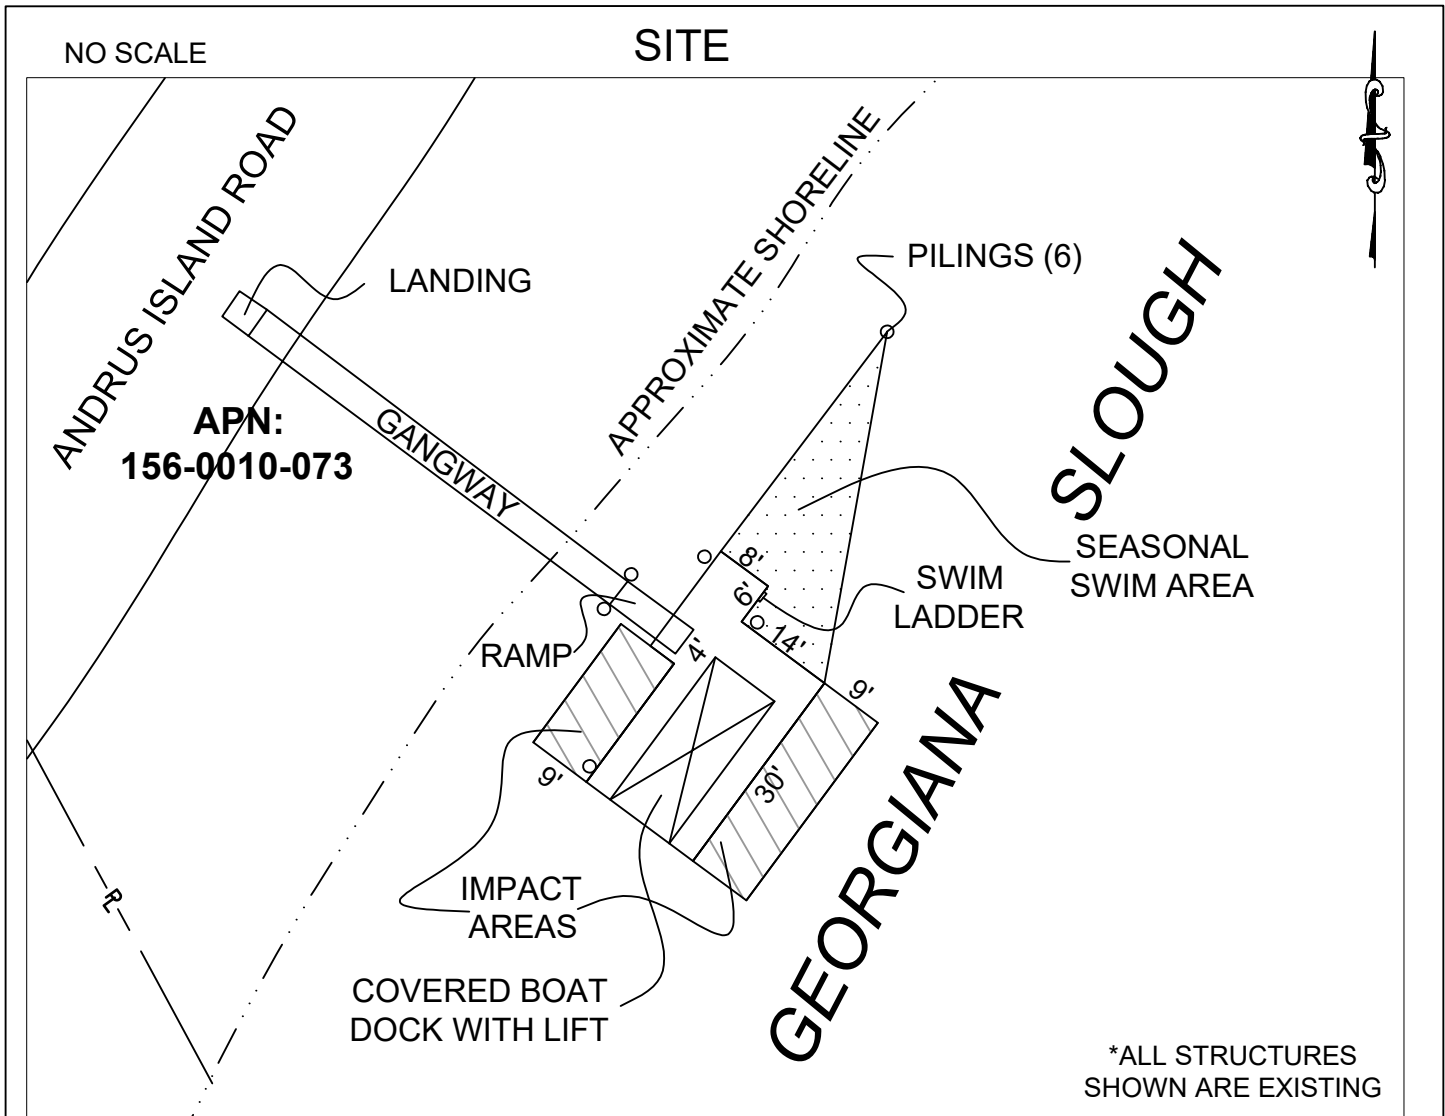 NO SCALE
SITE
ANDRUS ISLAND ROAD
LANDING
APPROXIMATE SHORELINE
PILINGS (6)
APN:
156-0010-073
GANGWAY
SLOUGH
SEASONAL
SWIM AREA
8'
6'
SWIM
LADDER
14'
RAMP
4'
9'
9'
30'
GEORGIANA
IMPACT
AREAS
PL
COVERED BOAT
DOCK WITH LIFT
*ALL STRUCTURES
SHOWN ARE EXISTING